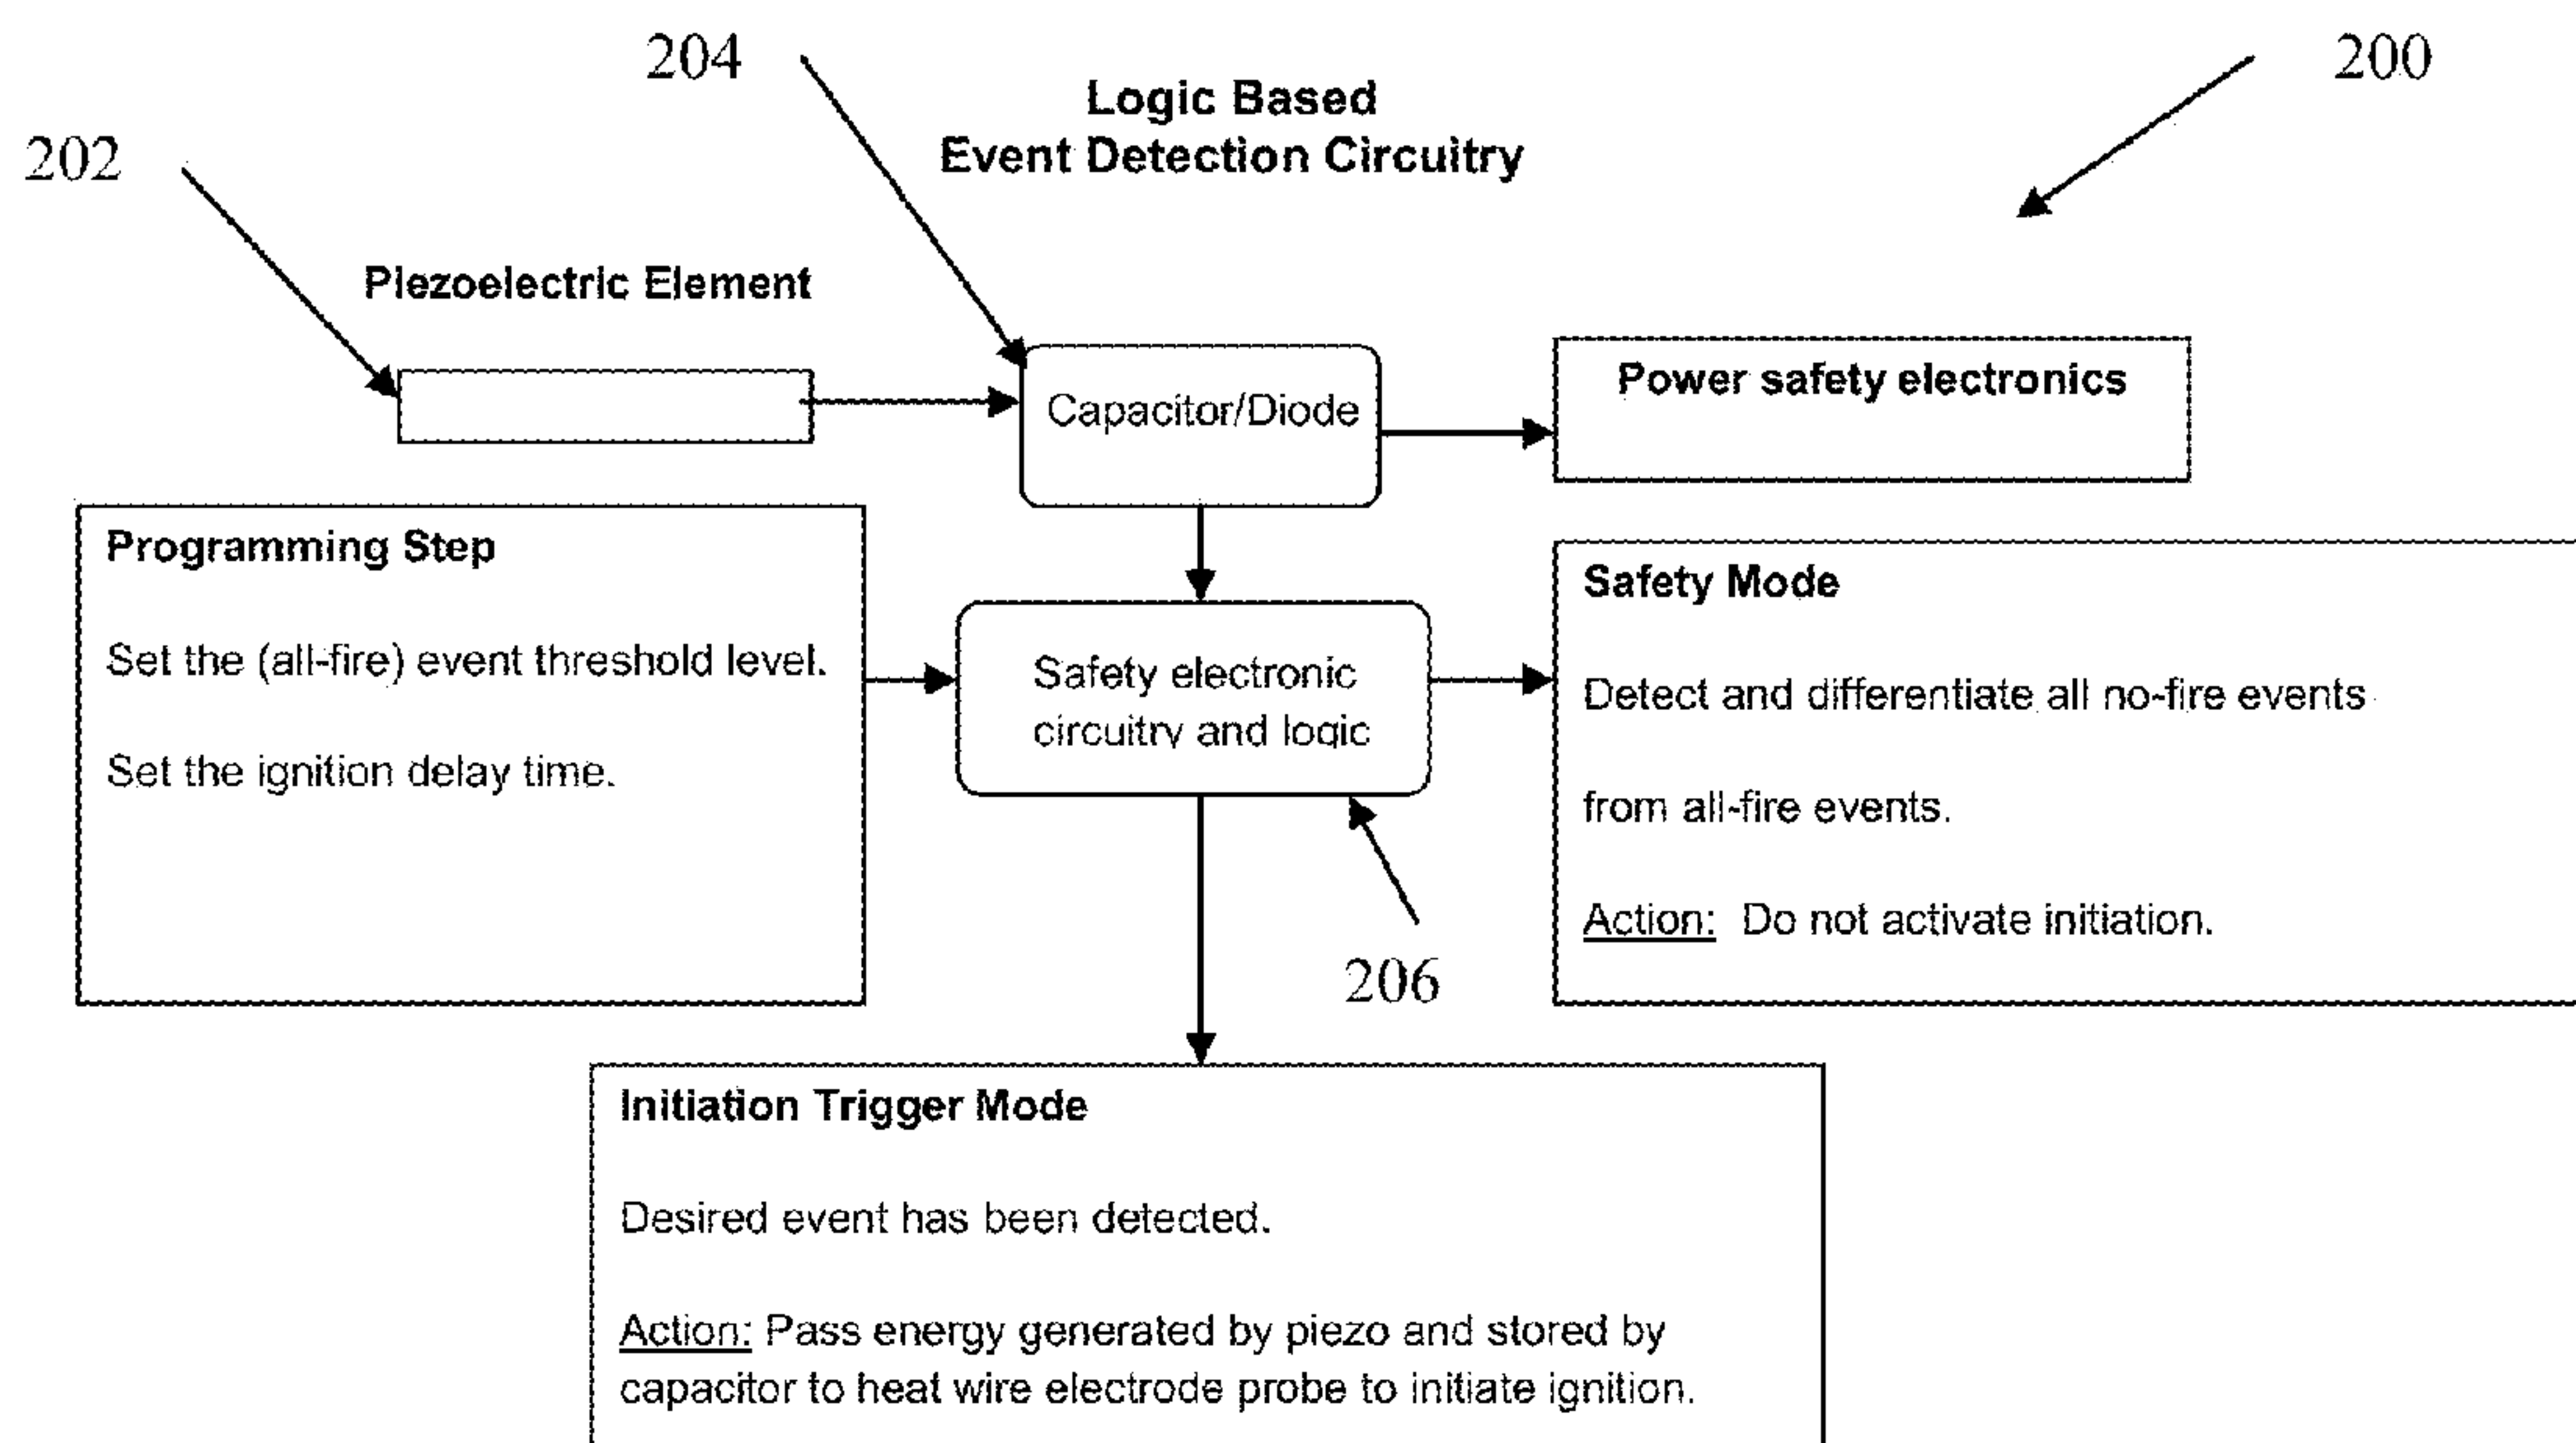 204
200
Logic Based
Event Detection Circuitry
202
Piezoelectric Element
Capacitor/Diode
Power safety electronics
Programming Step
Set the (all-fire) event threshold level.
Set the ignition delay time.
Safety electronic
circuitry and logic
Safety Mode
Detect and differentiate all no-fire events
from all-fire events.
Action: Do not activate initiation.
206
Initiation Trigger Mode
Desired event has been detected.
Action: Pass energy generated by piezo and stored by
capacitor to heat wire electrode probe to initiate ignition.